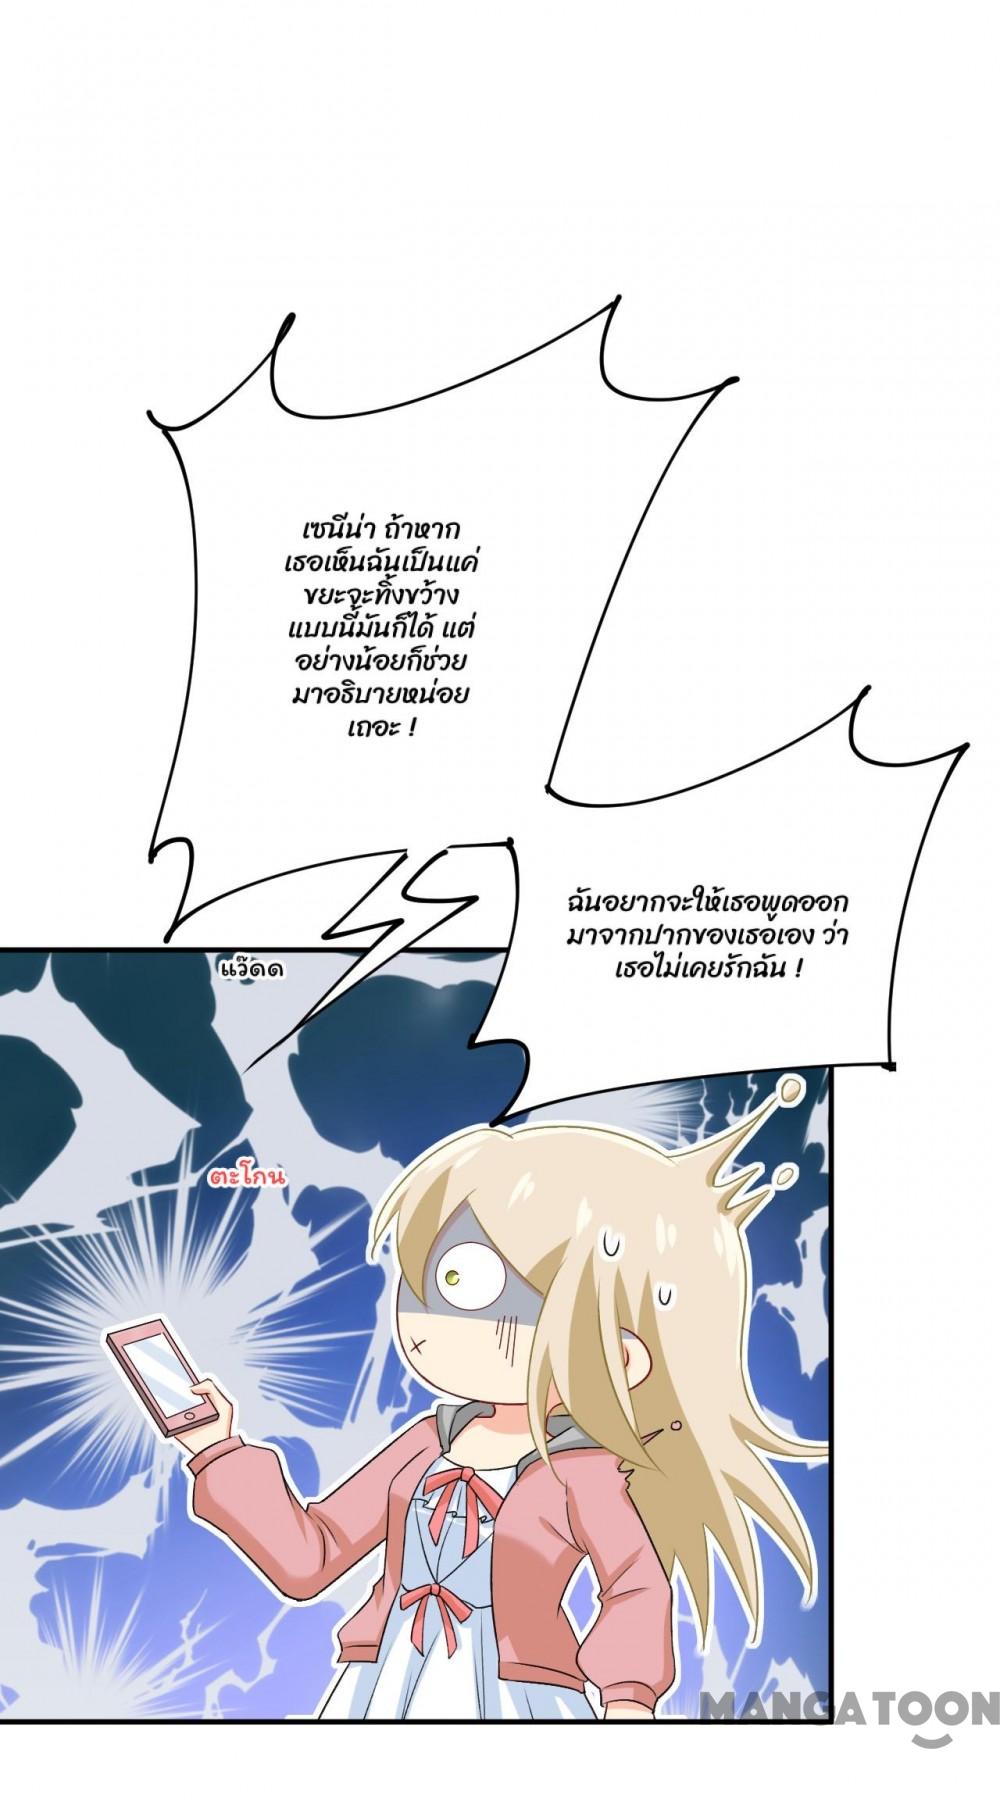 เซนีน่า ถ้าหาก
เธอเห็นฉันเป็นแค่
ขยะจะทิ้งขว้าง
แบบนี้มันก็ได้ แต่
อย่างน้อยก็ช่วย
มาอธิบายหน่อย
เถอะ !
ฉันอยากจะให้เธอพูดออก
มาจากปากของเธอเอง ว่า
เธอไม่เคยรักฉัน !
แว๊ดด
ตะโกน
MANGATOON